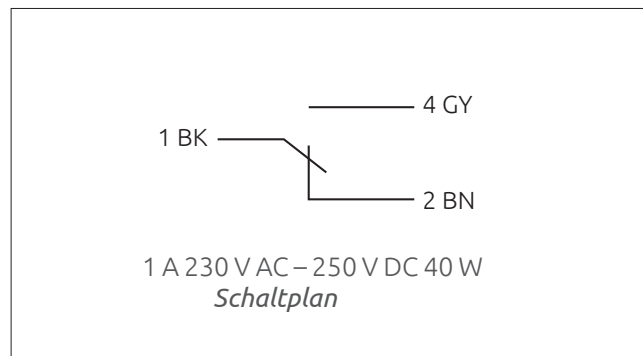 4 GY
1 BK
2 BN
1 A 230 V AC – 250 V DC 40 W
Schaltplan